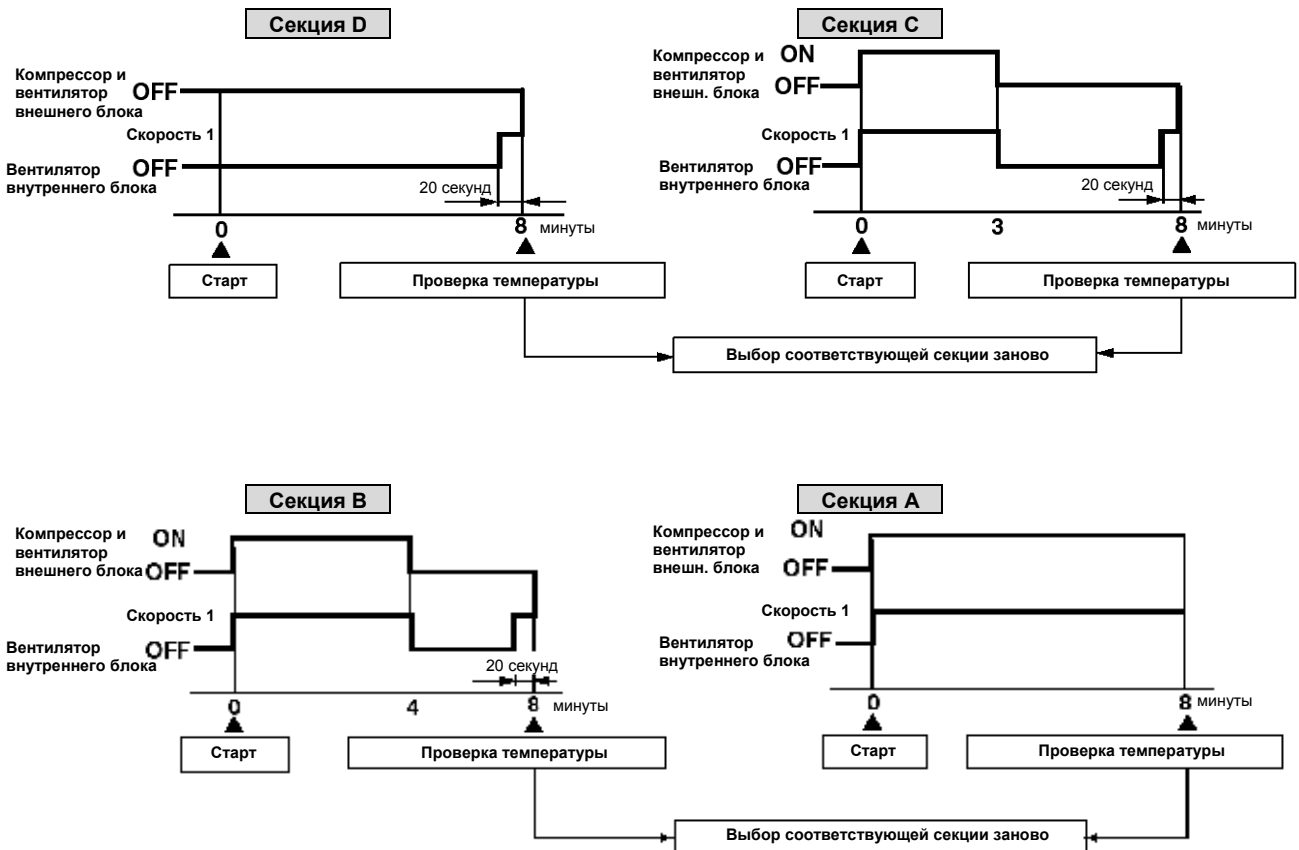 Секция D
Компрессор и
вентилятор
внешнего блока
OFF
Скорость 1
Вентилятор
внутреннего блока
OFF
20 секунд
0
8
минуты
Старт
Проверка температуры
Секция C
Компрессор и
вентилятор
внешн. блока
ON
OFF
Скорость 1
Вентилятор
внутреннего блока
OFF
20 секунд
0
3
8
минуты
Старт
Проверка температуры
Выбор соответствующей секции заново
Секция B
Компрессор и
вентилятор
внешнего блока
ON
OFF
Скорость 1
Вентилятор
внутреннего блока
OFF
20 секунд
0
4
8
минуты
Старт
Проверка температуры
Секция A
Компрессор и
вентилятор
внешн. блока
ON
OFF
Скорость 1
Вентилятор
внутреннего блока
OFF
0
8
минуты
Старт
Проверка температуры
Выбор соответствующей секции заново